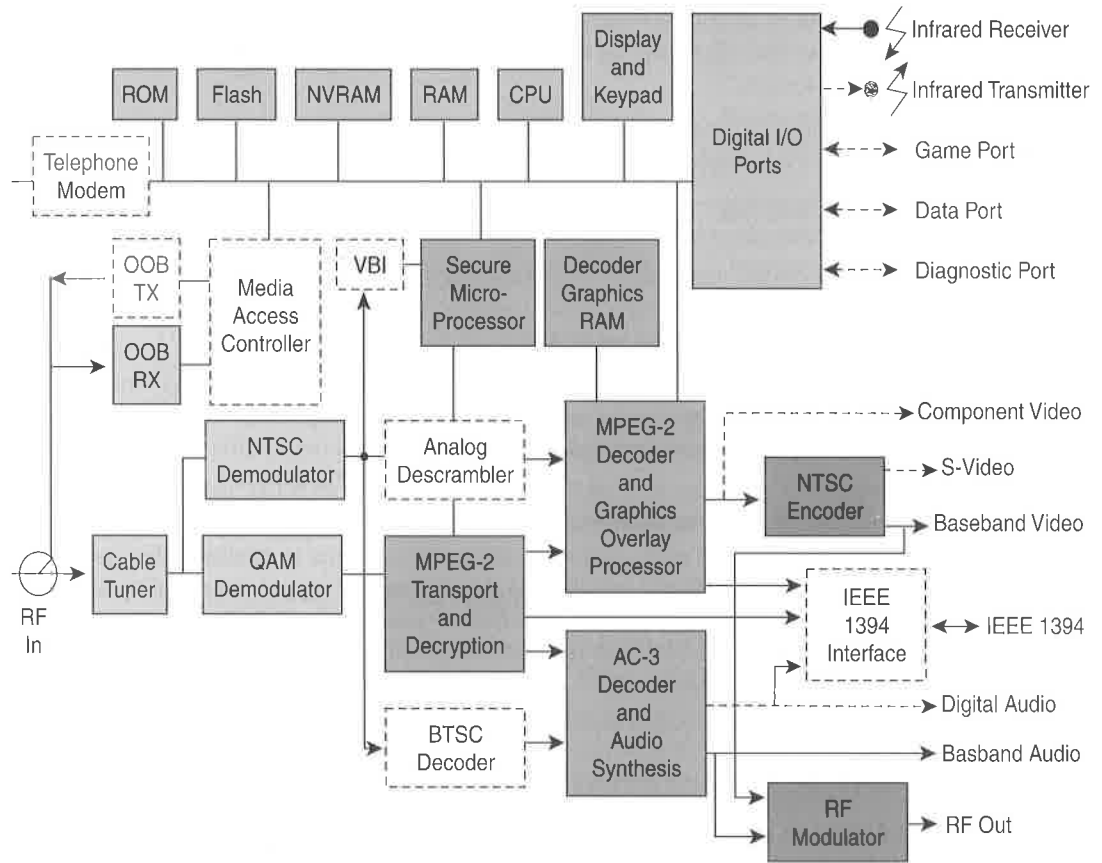 Display
and
Keypad
Infrared Receiver
ROM
Flash
NVRAM
RAM
CPU
Infrared Transmitter
Digital I/O
Ports
Telephone
Modem
Game Port
Data Port
Diagnostic Port
OOB
TX
Media
Access
Controller
VBI
Secure
Micro-
Processor
Decoder
Graphics
RAM
OOB
RX
NTSC
Demodulator
Analog
Descrambler
MPEG-2
Decoder
and
Graphics
Overlay
Processor
Component Video
S-Video
NTSC
Encoder
Baseband Video
RF
In
Cable
Tuner
QAM
Demodulator
MPEG-2
Transport
and
Decryption
IEEE
1394
Interface
IEEE 1394
AC-3
Decoder
and
Audio
Synthesis
Digital Audio
BTSC
Decoder
Basband Audio
RF
Modulator
RF Out